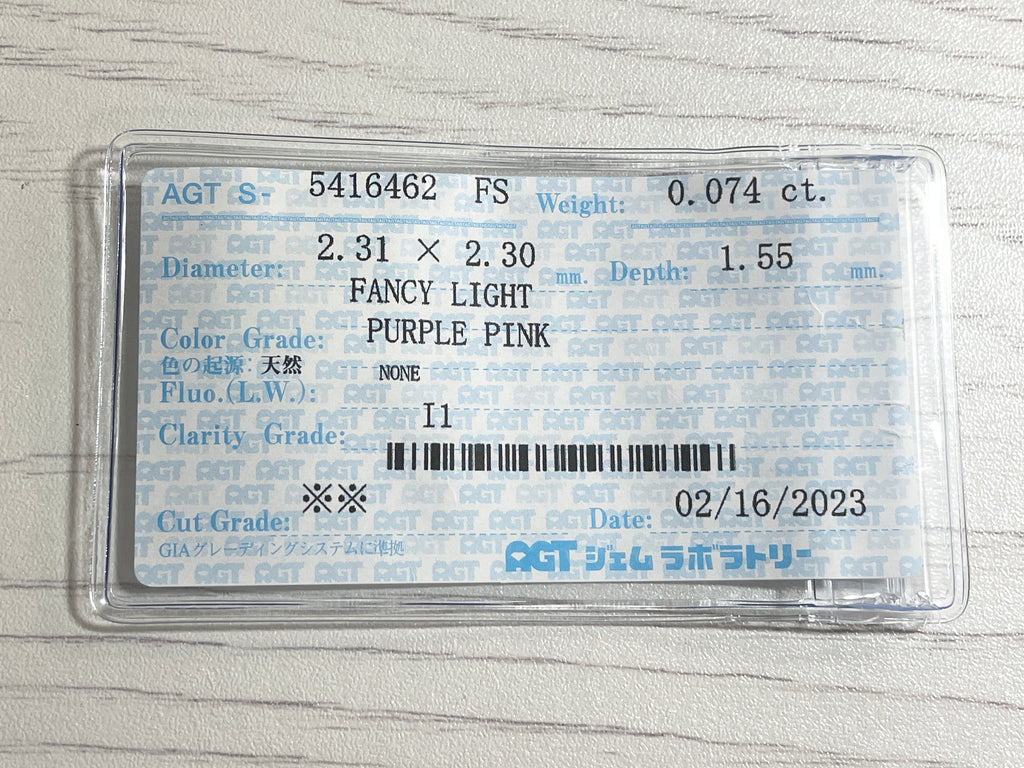 AGT S- 5416462 FS Weight: 0.074 ct.
Diameter: 2.31 × 2.30 mm. Depth: 1.55 mm.
FANCY LIGHT
Color Grade: PURPLE PINK
色の起源: 天然
Fluo.(L.W.): NONE
Clarity Grade: I1
Cut Grade: ※※ Date: 02/16/2023
GIAグレーディングシステムに準拠 AGT ジェム ラボラトリー